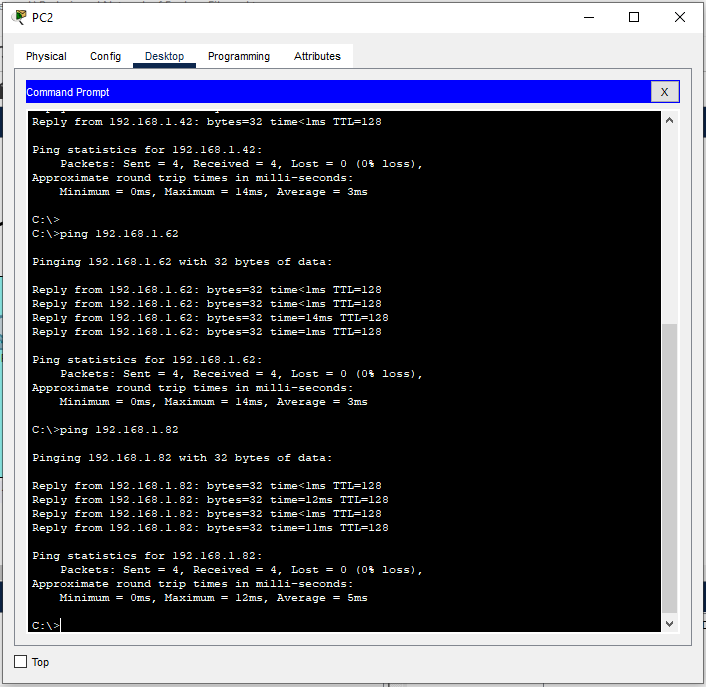 PC2
Physical Config Desktop Programming Attributes
Command Prompt X
Reply from 192.168.1.42: bytes=32 time<1ms TTL=128
Ping statistics for 192.168.1.42:
Packets: Sent = 4, Received = 4, Lost = 0 (0% loss),
Approximate round trip times in milli-seconds:
Minimum = 0ms, Maximum = 14ms, Average = 3ms
C:\>
C:\>ping 192.168.1.62
Pinging 192.168.1.62 with 32 bytes of data:
Reply from 192.168.1.62: bytes=32 time<1ms TTL=128
Reply from 192.168.1.62: bytes=32 time<1ms TTL=128
Reply from 192.168.1.62: bytes=32 time=14ms TTL=128
Reply from 192.168.1.62: bytes=32 time=1ms TTL=128
Ping statistics for 192.168.1.62:
Packets: Sent = 4, Received = 4, Lost = 0 (0% loss),
Approximate round trip times in milli-seconds:
Minimum = 0ms, Maximum = 14ms, Average = 3ms
C:\>ping 192.168.1.82
Pinging 192.168.1.82 with 32 bytes of data:
Reply from 192.168.1.82: bytes=32 time<1ms TTL=128
Reply from 192.168.1.82: bytes=32 time=12ms TTL=128
Reply from 192.168.1.82: bytes=32 time<1ms TTL=128
Reply from 192.168.1.82: bytes=32 time=11ms TTL=128
Ping statistics for 192.168.1.82:
Packets: Sent = 4, Received = 4, Lost = 0 (0% loss),
Approximate round trip times in milli-seconds:
Minimum = 0ms, Maximum = 12ms, Average = 5ms
C:\>
Top